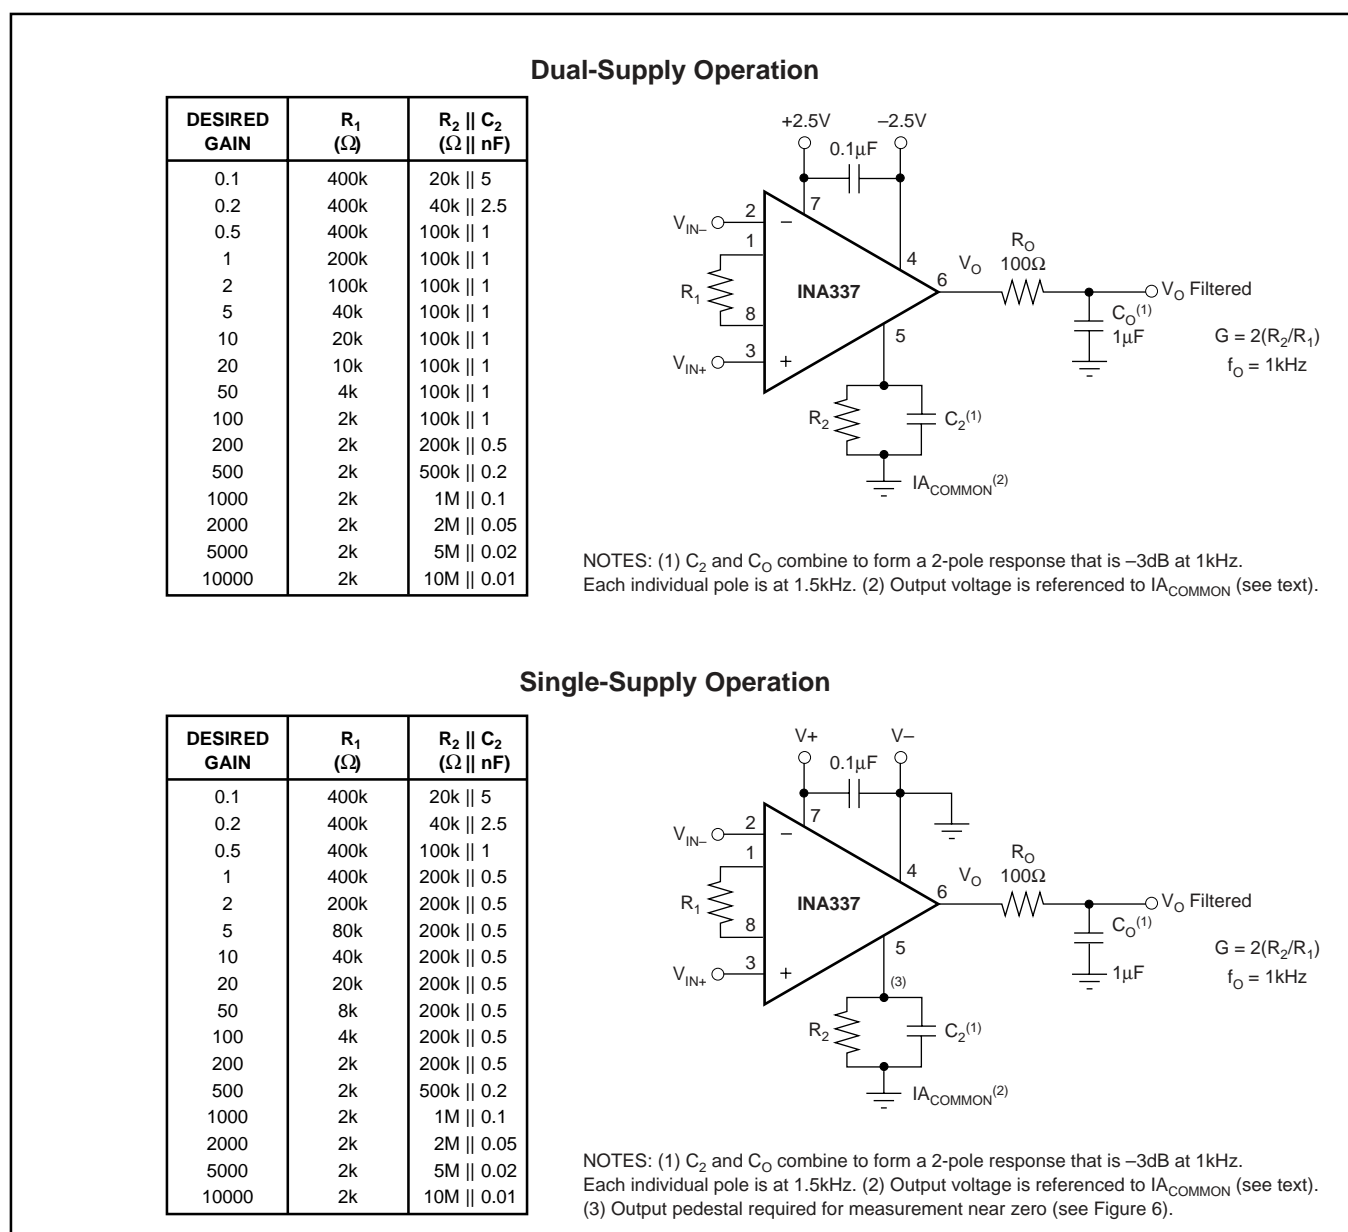 Dual-Supply Operation
DESIRED GAIN R1 (Ω) R2 || C2 (Ω || nF)
0.1 400k 20k || 5
0.2 400k 40k || 2.5
0.5 400k 100k || 1
1 200k 100k || 1
2 100k 100k || 1
5 40k 100k || 1
10 20k 100k || 1
20 10k 100k || 1
50 4k 100k || 1
100 2k 100k || 1
200 2k 200k || 0.5
500 2k 500k || 0.2
1000 2k 1M || 0.1
2000 2k 2M || 0.05
5000 2k 5M || 0.02
10000 2k 10M || 0.01
+2.5V –2.5V
0.1µF
7
VIN– 2 –
1
4
R1
INA337
6
VO
RO
100Ω
VO Filtered
CO(1)
1µF
G = 2(R2/R1)
fO = 1kHz
8
5
VIN+ 3 +
R2 C2(1)
IACOMMON(2)
NOTES: (1) C2 and CO combine to form a 2-pole response that is –3dB at 1kHz.
Each individual pole is at 1.5kHz. (2) Output voltage is referenced to IACOMMON (see text).
Single-Supply Operation
DESIRED GAIN R1 (Ω) R2 || C2 (Ω || nF)
0.1 400k 20k || 5
0.2 400k 40k || 2.5
0.5 400k 100k || 1
1 400k 200k || 0.5
2 200k 200k || 0.5
5 80k 200k || 0.5
10 40k 200k || 0.5
20 20k 200k || 0.5
50 8k 200k || 0.5
100 4k 200k || 0.5
200 2k 200k || 0.5
500 2k 500k || 0.2
1000 2k 1M || 0.1
2000 2k 2M || 0.05
5000 2k 5M || 0.02
10000 2k 10M || 0.01
V+ V–
0.1µF
7
VIN– 2 –
1
4
R1
INA337
6
VO
RO
100Ω
VO Filtered
CO(1)
1µF
G = 2(R2/R1)
fO = 1kHz
8
5
VIN+ 3 +
(3)
R2 C2(1)
IACOMMON(2)
NOTES: (1) C2 and CO combine to form a 2-pole response that is –3dB at 1kHz.
Each individual pole is at 1.5kHz. (2) Output voltage is referenced to IACOMMON (see text).
(3) Output pedestal required for measurement near zero (see Figure 6).